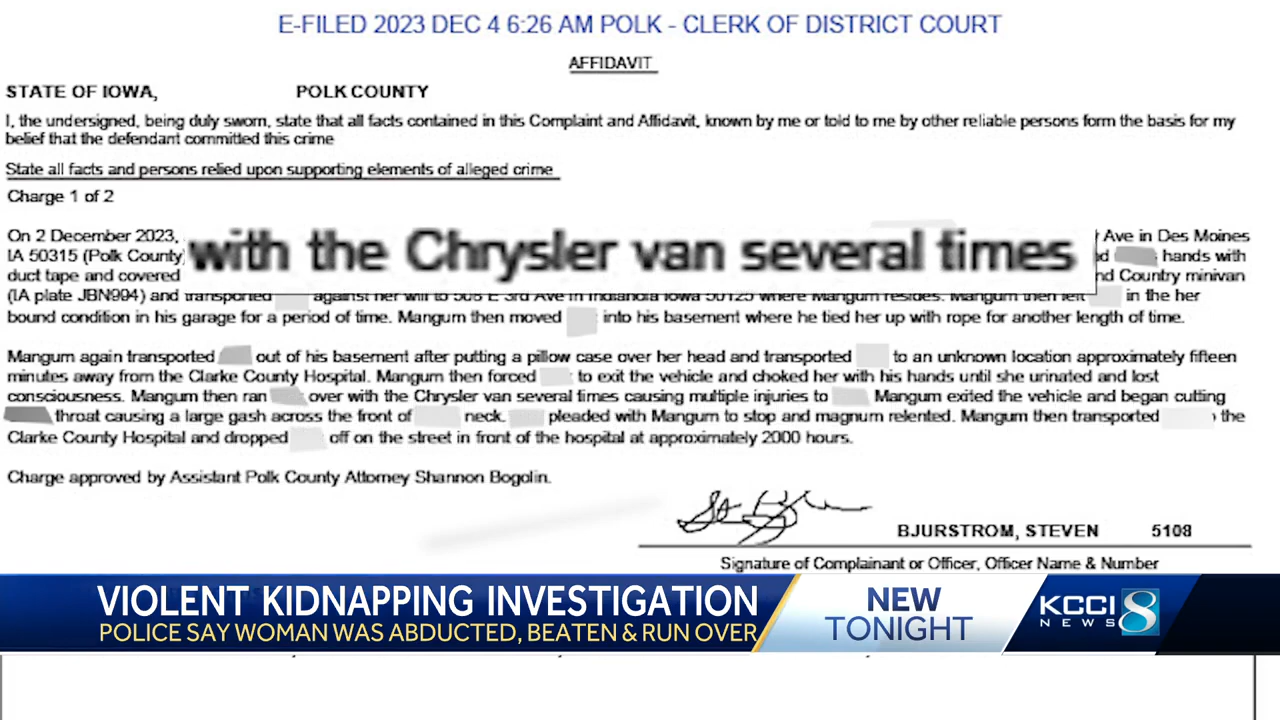 E-FILED 2023 DEC 4 6:26 AM POLK - CLERK OF DISTRICT COURT
AFFIDAVIT
STATE OF IOWA, POLK COUNTY
I, the undersigned, being duly sworn, state that all facts contained in this Complaint and Affidavit, known by me or told to me by other reliable persons form the basis for my
belief that the defendant committed this crime
State all facts and persons relied upon supporting elements of alleged crime
Charge 1 of 2
On 2 December 2023, Ave in Des Moines
IA 50315 (Polk County) hands with
with the Chrysler van several times
duct tape and covered Country minivan
(IA plate JBN994) and transported against her will to 508 E 3rd Ave in Indianola Iowa 50125 where Mangum resides. Mangum then left in the her
bound condition in his garage for a period of time. Mangum then moved into his basement where he tied her up with rope for another length of time.
Mangum again transported out of his basement after putting a pillow case over her head and transported to an unknown location approximately fifteen
minutes away from the Clarke County Hospital. Mangum then forced to exit the vehicle and choked her with his hands until she urinated and lost
consciousness. Mangum then ran over with the Chrysler van several times causing multiple injuries to Mangum exited the vehicle and began cutting
throat causing a large gash across the front of neck. pleaded with Mangum to stop and magnum relented. Mangum then transported the
Clarke County Hospital and dropped off on the street in front of the hospital at approximately 2000 hours.
Charge approved by Assistant Polk County Attorney Shannon Bogolin.
BJURSTROM, STEVEN 5108
Signature of Complainant or Officer, Officer Name & Number
VIOLENT KIDNAPPING INVESTIGATION
POLICE SAY WOMAN WAS ABDUCTED, BEATEN & RUN OVER
NEW
TONIGHT
KCCI 8
NEWS